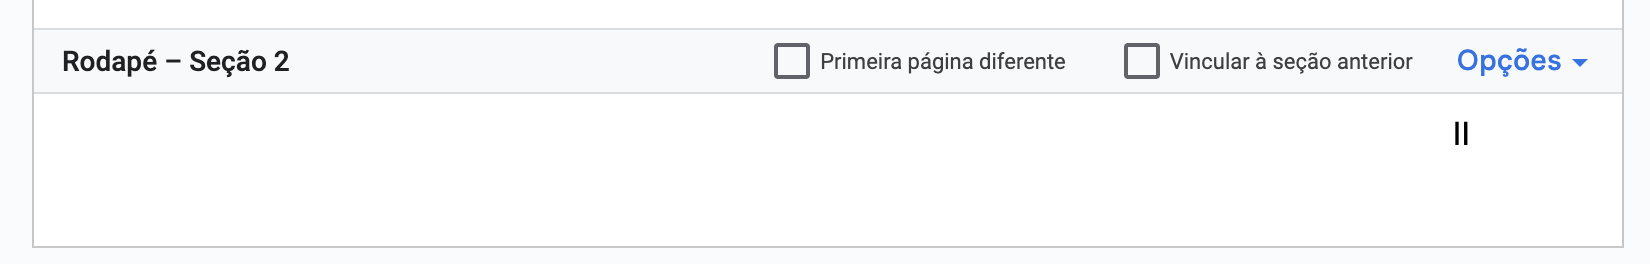 Rodapé – Seção 2 Primeira página diferente Vincular à seção anterior Opções
II